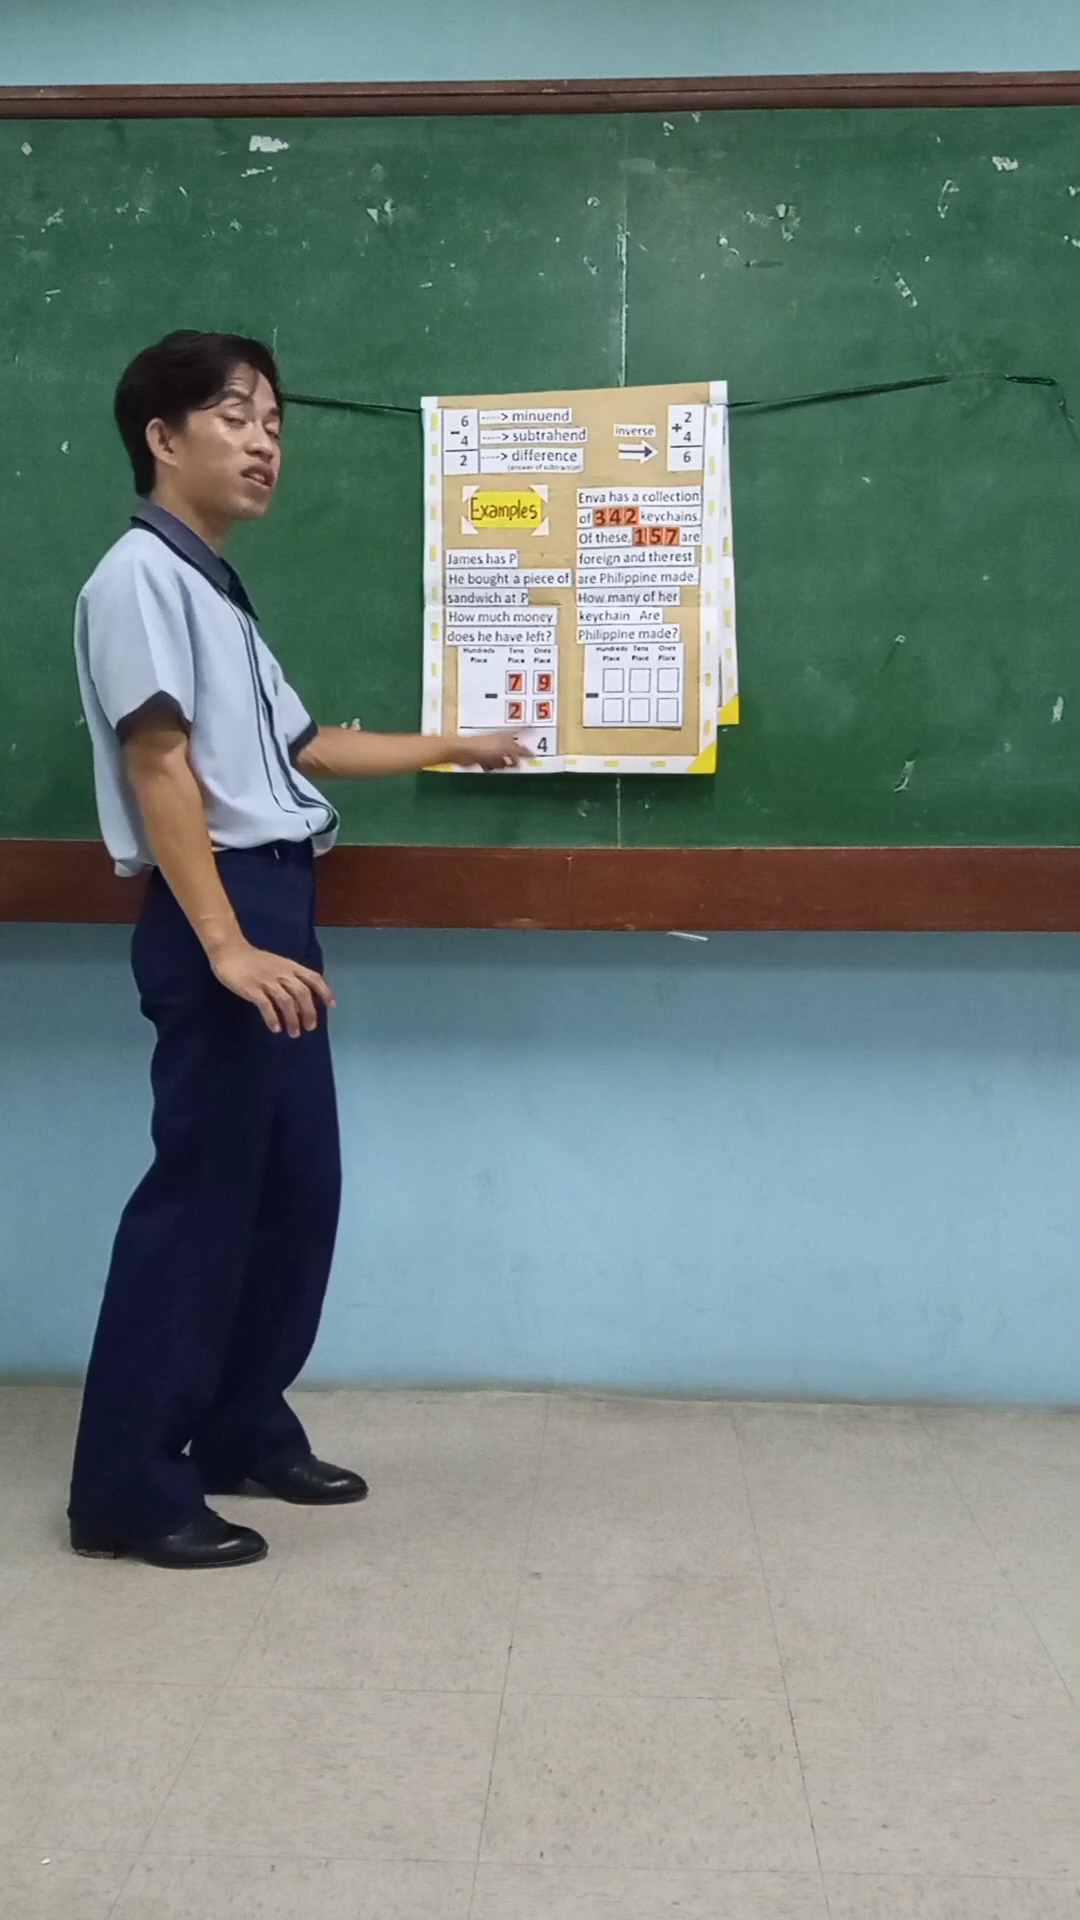 6 ----> minuend
- 4 ----> subtrahend
2 ----> difference
(answer of subtraction)
inverse
2
+ 4
6
Examples
James has P
He bought a piece of
sandwich at P
How much money
does he have left?
Hundreds Place Tens Place Ones Place
7 9
- 2 5
4
Enva has a collection
of 342 keychains.
Of these, 157 are
foreign and the rest
are Philippine made.
How many of her
keychain Are
Philippine made?
Hundreds Place Tens Place Ones Place
-